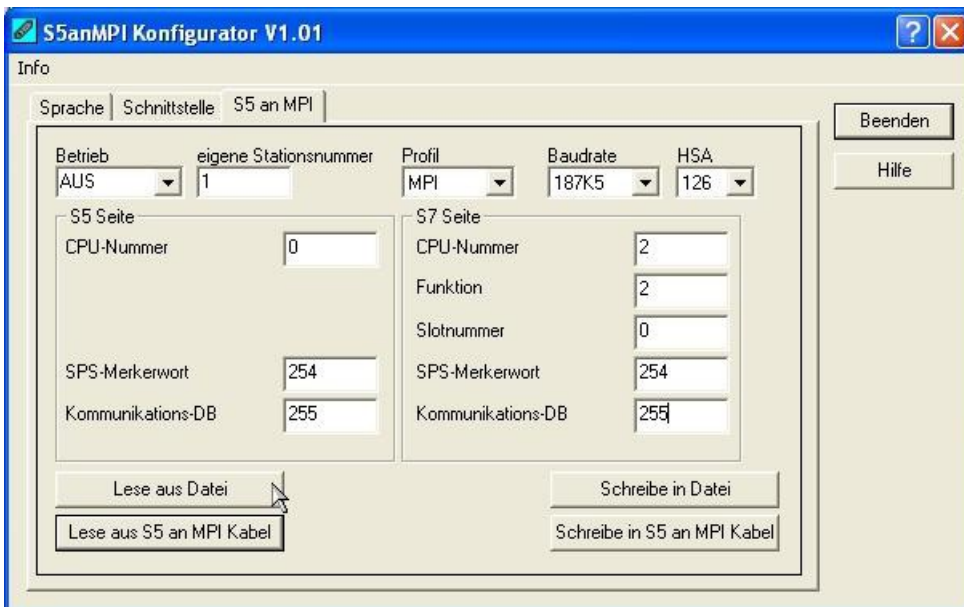 S5anMPI Konfigurator V1.01
Info
Sprache Schnittstelle S5 an MPI
Beenden
Hilfe
Betrieb eigene Stationsnummer Profil Baudrate HSA
AUS 1 MPI 187K5 126
S5 Seite
CPU-Nummer 0
SPS-Merkerwort 254
Kommunikations-DB 255
S7 Seite
CPU-Nummer 2
Funktion 2
Slotnummer 0
SPS-Merkerwort 254
Kommunikations-DB 255
Lese aus Datei Schreibe in Datei
Lese aus S5 an MPI Kabel Schreibe in S5 an MPI Kabel